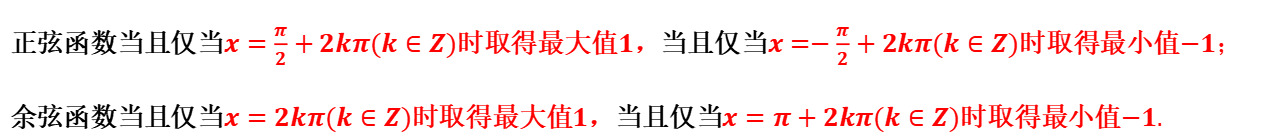 正弦函数当且仅当x = π/2 + 2kπ(k ∈ Z)时取得最大值1，当且仅当x =− π/2 + 2kπ(k ∈ Z)时取得最小值−1；
余弦函数当且仅当x = 2kπ(k ∈ Z)时取得最大值1，当且仅当x = π + 2kπ(k ∈ Z)时取得最小值−1.